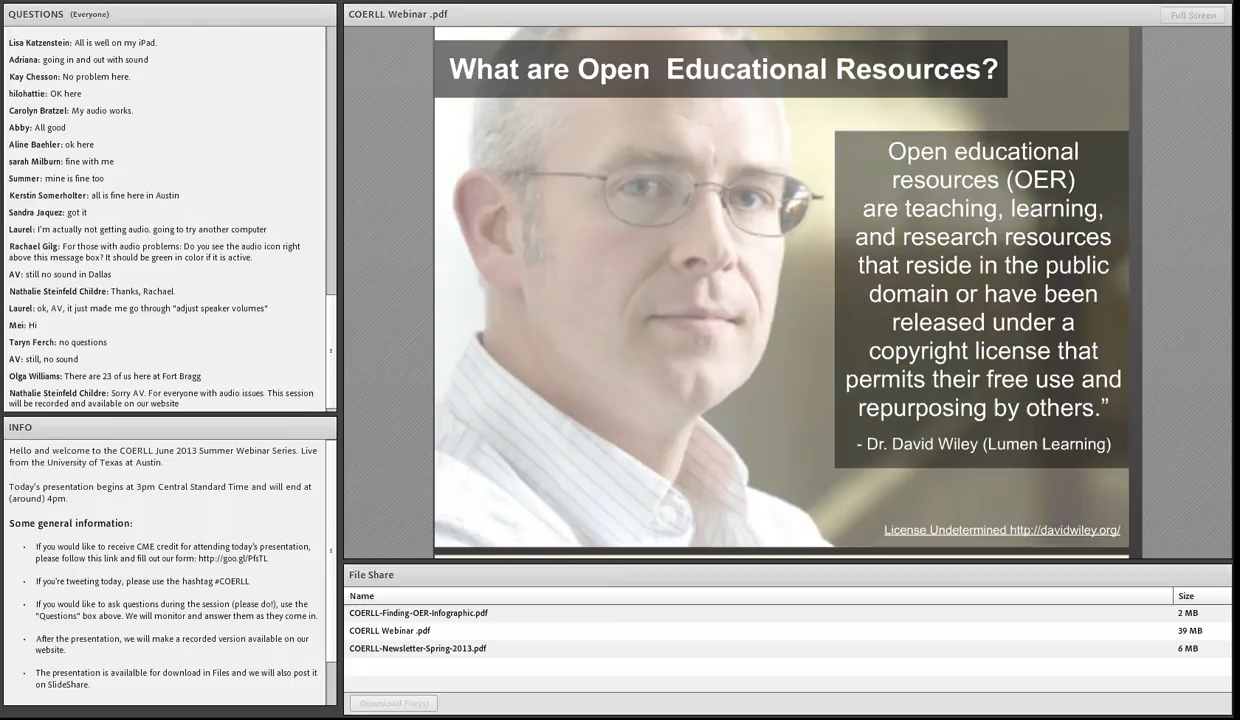 QUESTIONS (Everyone)
Lisa Katzenstein: All is well on my iPad.
Adriana: going in and out with sound
Kay Chesson: No problem here.
hilohattie: OK here
Carolyn Bratzel: My audio works.
Abby: All good
Aline Baehler: ok here
sarah Milburn: fine with me
Summer: mine is fine too
Kerstin Somerholter: all is fine here in Austin
Sandra Jaquez: got it
Laurel: I'm actually not getting audio. going to try another computer
Rachael Gilg: For those with audio problems: Do you see the audio icon right
above this message box? It should be green in color if it is active.
AV: still no sound in Dallas
Nathalie Steinfeld Childre: Thanks, Rachael.
Laurel: ok, AV, it just made me go through "adjust speaker volumes"
Mei: Hi
Taryn Ferch: no questions
AV: still, no sound
Olga Williams: There are 23 of us here at Fort Bragg
Nathalie Steinfeld Childre: Sorry AV. For everyone with audio issues. This session
will be recorded and available on our website
INFO
Hello and welcome to the COERLL June 2013 Summer Webinar Series. Live
from the University of Texas at Austin.
Today's presentation begins at 3pm Central Standard Time and will end at
(around) 4pm.
Some general information:
• If you would like to receive CME credit for attending today's presentation,
please follow this link and fill out our form: http://goo.gl/PfsTL
• If you're tweeting today, please use the hashtag #COERLL
• If you would like to ask questions during the session (please do!), use the
"Questions" box above. We will monitor and answer them as they come in.
• After the presentation, we will make a recorded version available on our
website.
• The presentation is availalble for download in Files and we will also post it
on SlideShare.
COERLL Webinar .pdf
Full Screen
What are Open Educational Resources?
Open educational
resources (OER)
are teaching, learning,
and research resources
that reside in the public
domain or have been
released under a
copyright license that
permits their free use and
repurposing by others.”
- Dr. David Wiley (Lumen Learning)
License Undetermined http://davidwiley.org/
File Share
Name Size
COERLL-Finding-OER-Infographic.pdf 2 MB
COERLL Webinar .pdf 39 MB
COERLL-Newsletter-Spring-2013.pdf 6 MB
Download File(s)